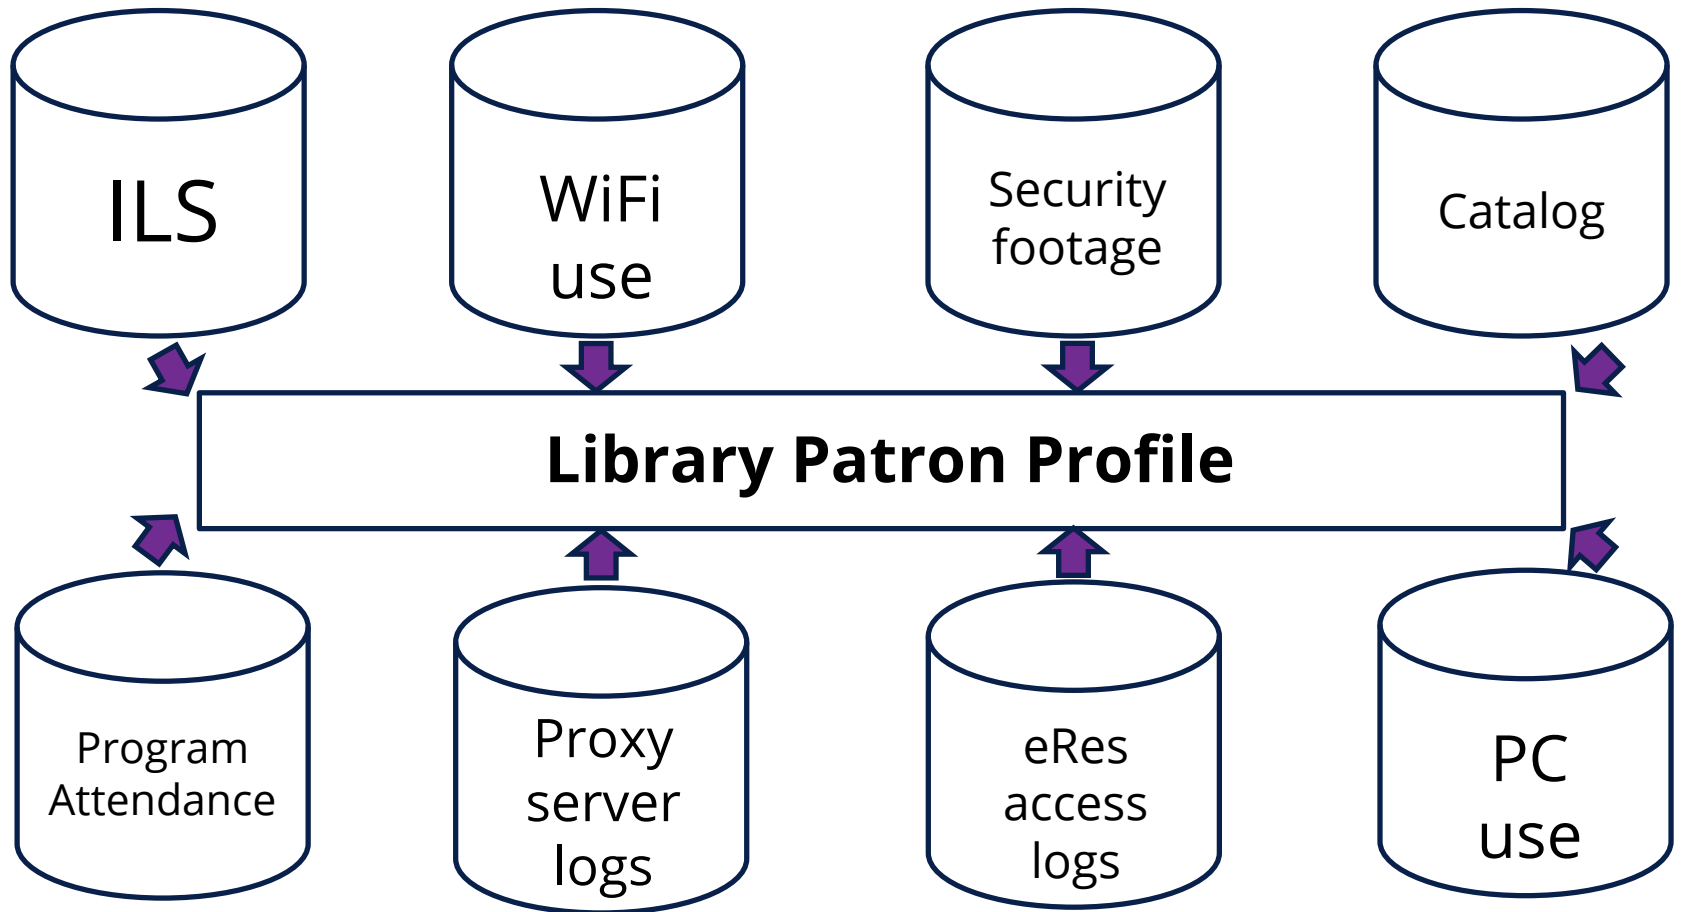 ILS
WiFi
use
Security
footage
Catalog
Library Patron Profile
Program
Attendance
Proxy
server
logs
eRes
access
logs
PC
use